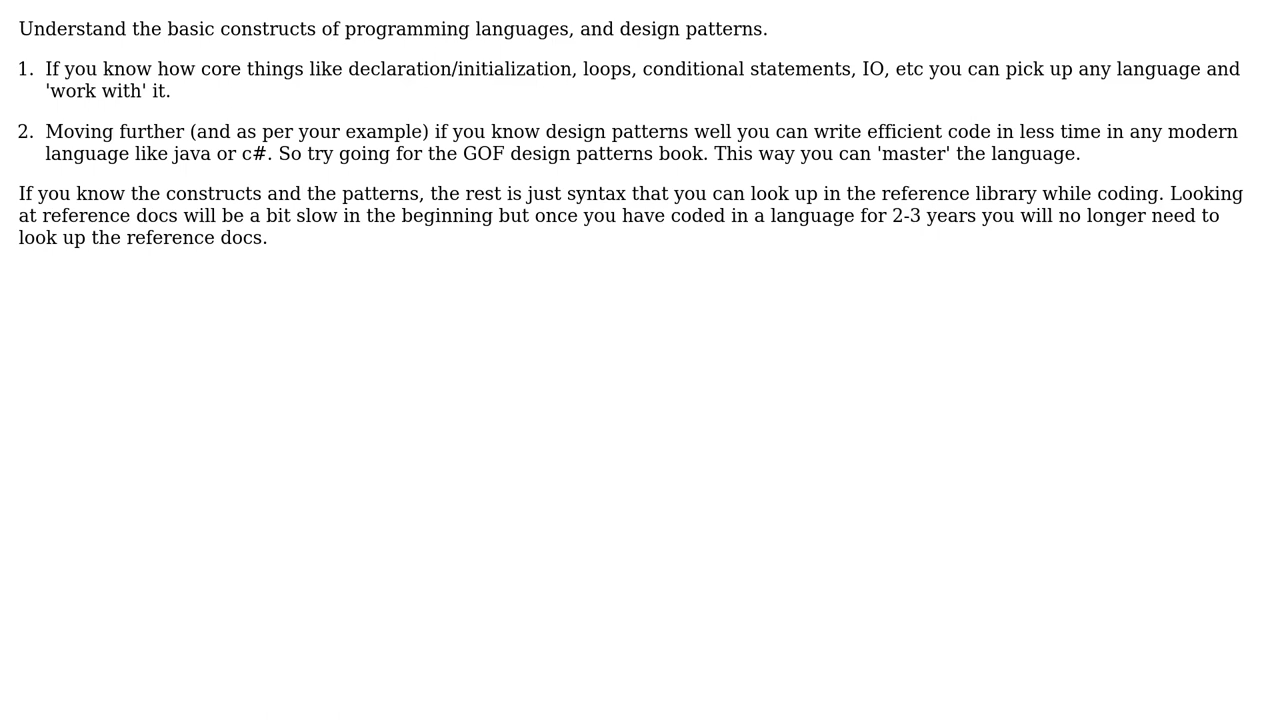 Understand the basic constructs of programming languages, and design patterns.
1. If you know how core things like declaration/initialization, loops, conditional statements, IO, etc you can pick up any language and
'work with' it.
2. Moving further (and as per your example) if you know design patterns well you can write efficient code in less time in any modern
language like java or c#. So try going for the GOF design patterns book. This way you can 'master' the language.
If you know the constructs and the patterns, the rest is just syntax that you can look up in the reference library while coding. Looking
at reference docs will be a bit slow in the beginning but once you have coded in a language for 2-3 years you will no longer need to
look up the reference docs.